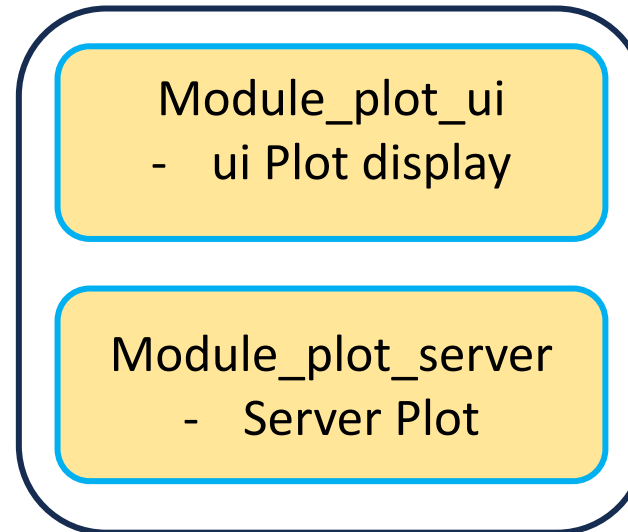 Module_plot_ui
- ui Plot display
Module_plot_server
- Server Plot